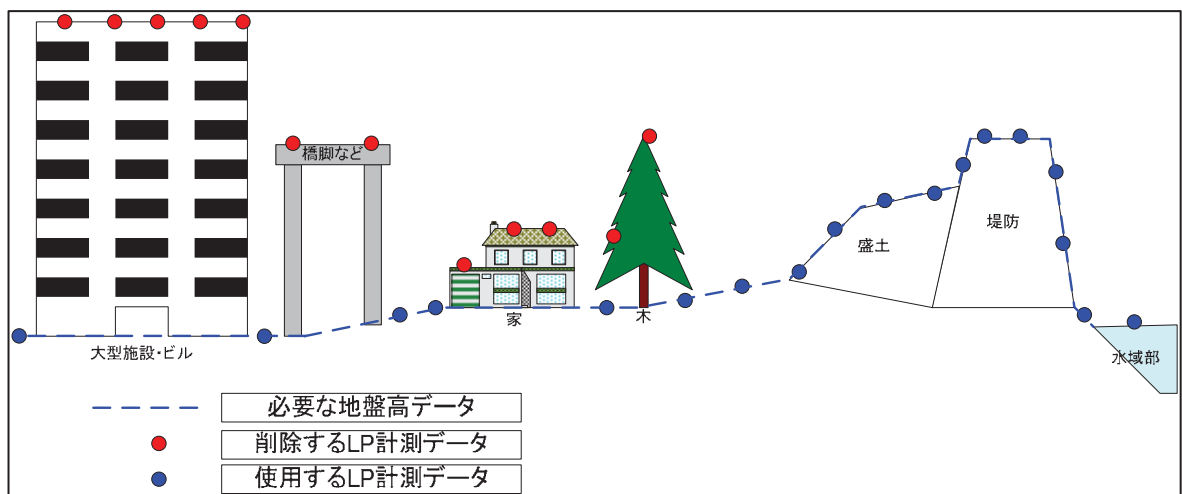 橋脚など
堤防
盛土
家
木
大型施設・ビル
水域部
必要な地盤高データ
削除するLP計測データ
使用するLP計測データ